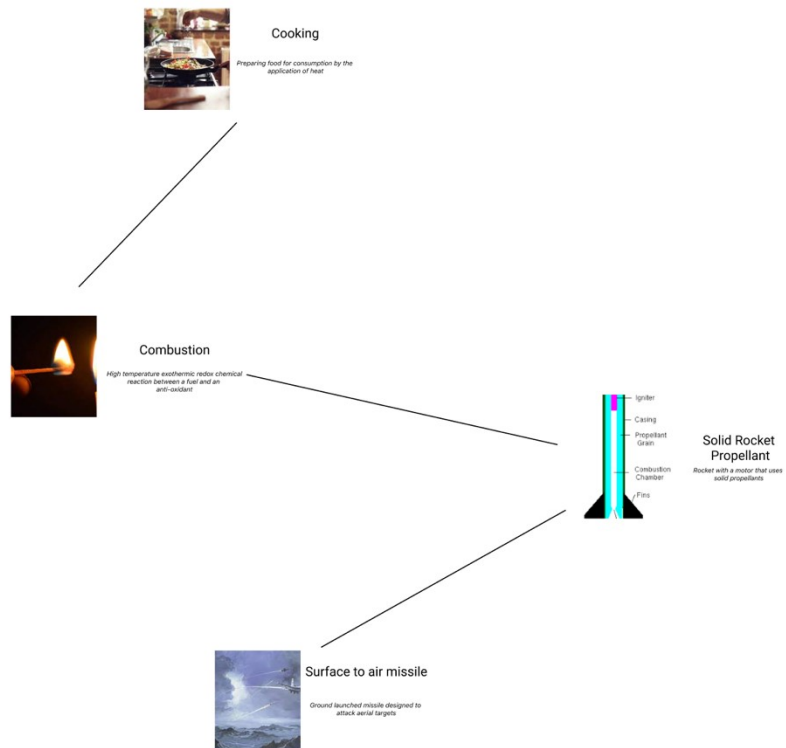 Cooking
Preparing food for consumption by the
application of heat
Combustion
High temperature exothermic redox chemical
reaction between a fuel and an
anti-oxidant
Igniter
Casing
Propellant
Grain
Combustion
Chamber
Fins
Solid Rocket
Propellant
Rocket with a motor that uses
solid propellants
Surface to air missile
Ground launched missile designed to
attack aerial targets